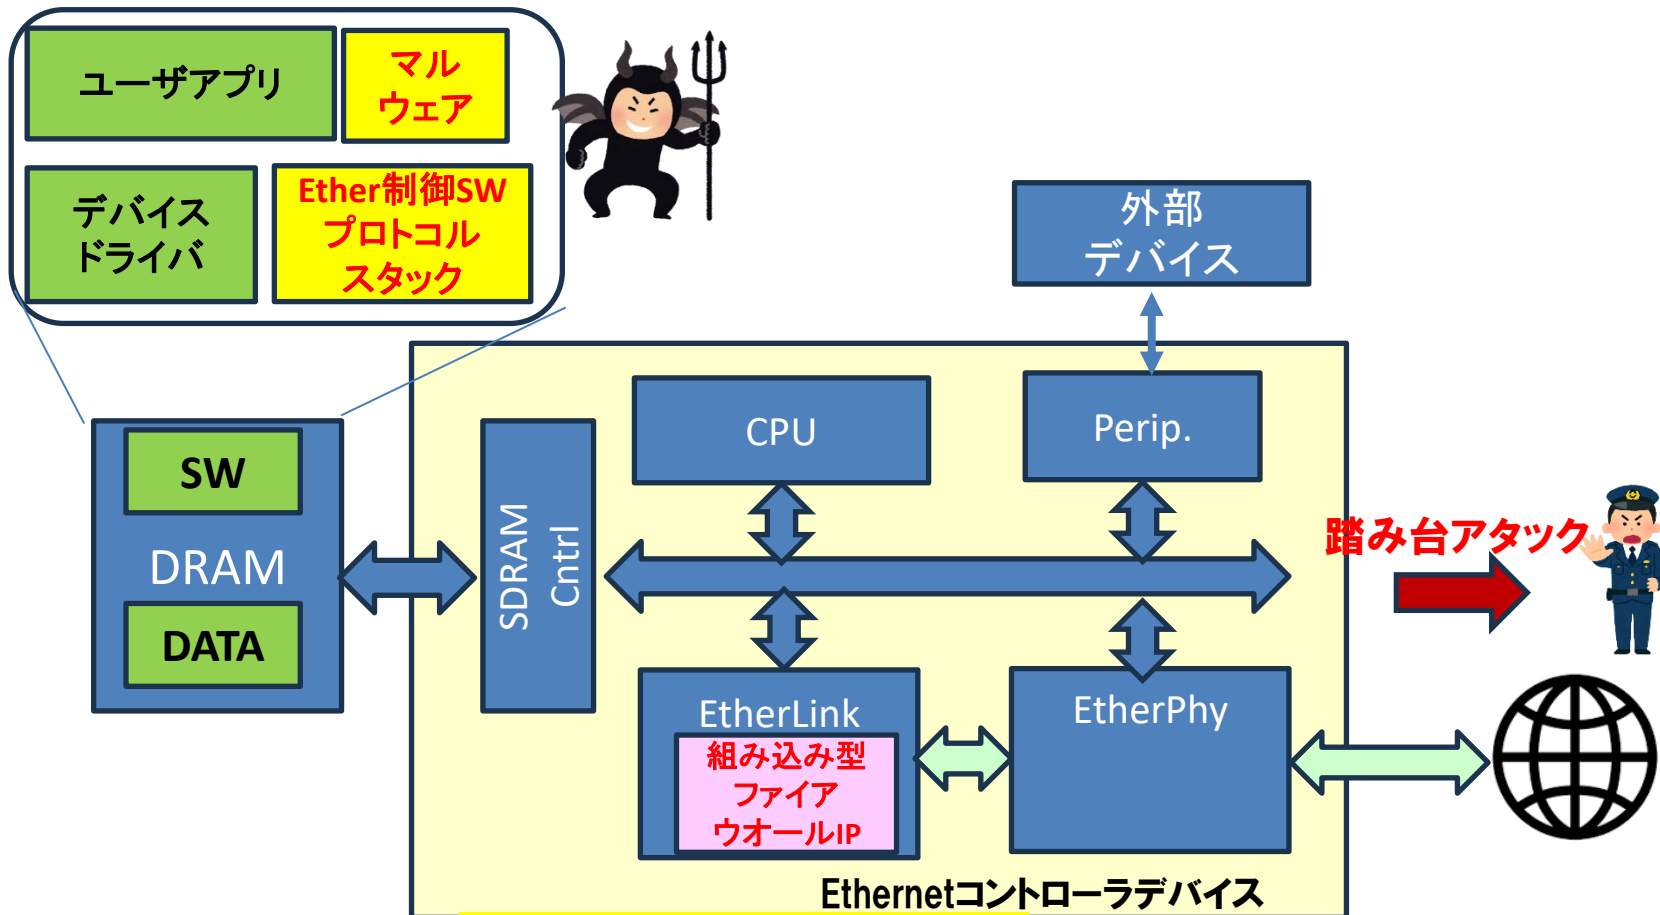 ユーザアプリ
マル
ウェア
デバイス
ドライバ
Ether制御SW
プロトコル
スタック
外部
デバイス
CPU
Perip.
SW
DRAM
DATA
SDRAM
Cntrl
踏み台アタック
EtherLink
組み込み型
ファイア
ウオールIP
EtherPhy
Ethernetコントローラデバイス